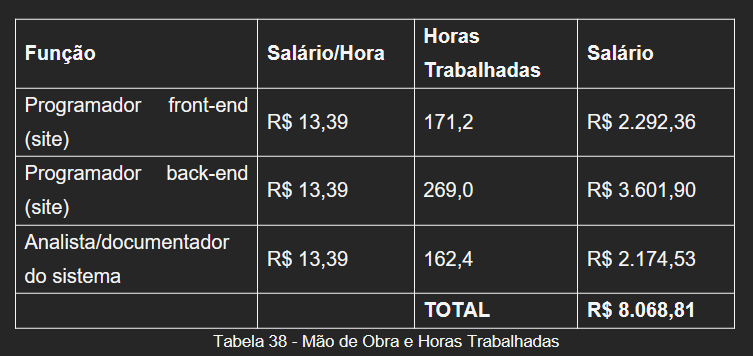 Função Salário/Hora Horas Trabalhadas Salário
Programador front-end (site) R$ 13,39 171,2 R$ 2.292,36
Programador back-end (site) R$ 13,39 269,0 R$ 3.601,90
Analista/documentador do sistema R$ 13,39 162,4 R$ 2.174,53
TOTAL R$ 8.068,81
Tabela 38 - Mão de Obra e Horas Trabalhadas